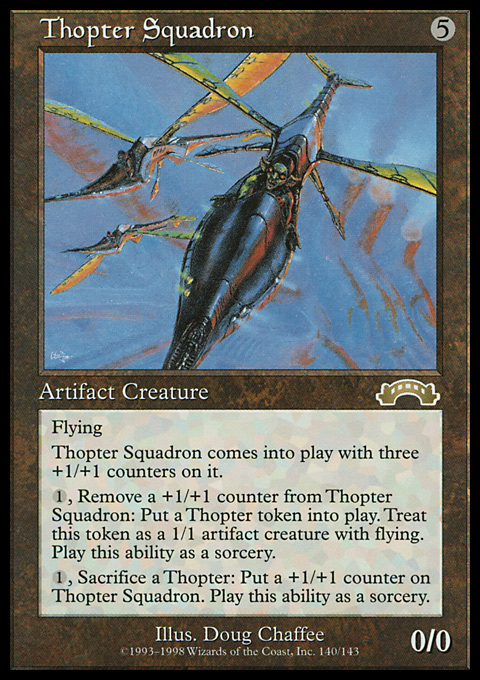 Thopter Squadron 5
Artifact Creature
Flying
Thopter Squadron comes into play with three
+1/+1 counters on it.
1, Remove a +1/+1 counter from Thopter
Squadron: Put a Thopter token into play. Treat
this token as a 1/1 artifact creature with flying.
Play this ability as a sorcery.
1, Sacrifice a Thopter: Put a +1/+1 counter on
Thopter Squadron. Play this ability as a sorcery.
Illus. Doug Chaffee
©1993–1998 Wizards of the Coast, Inc. 140/143
0/0